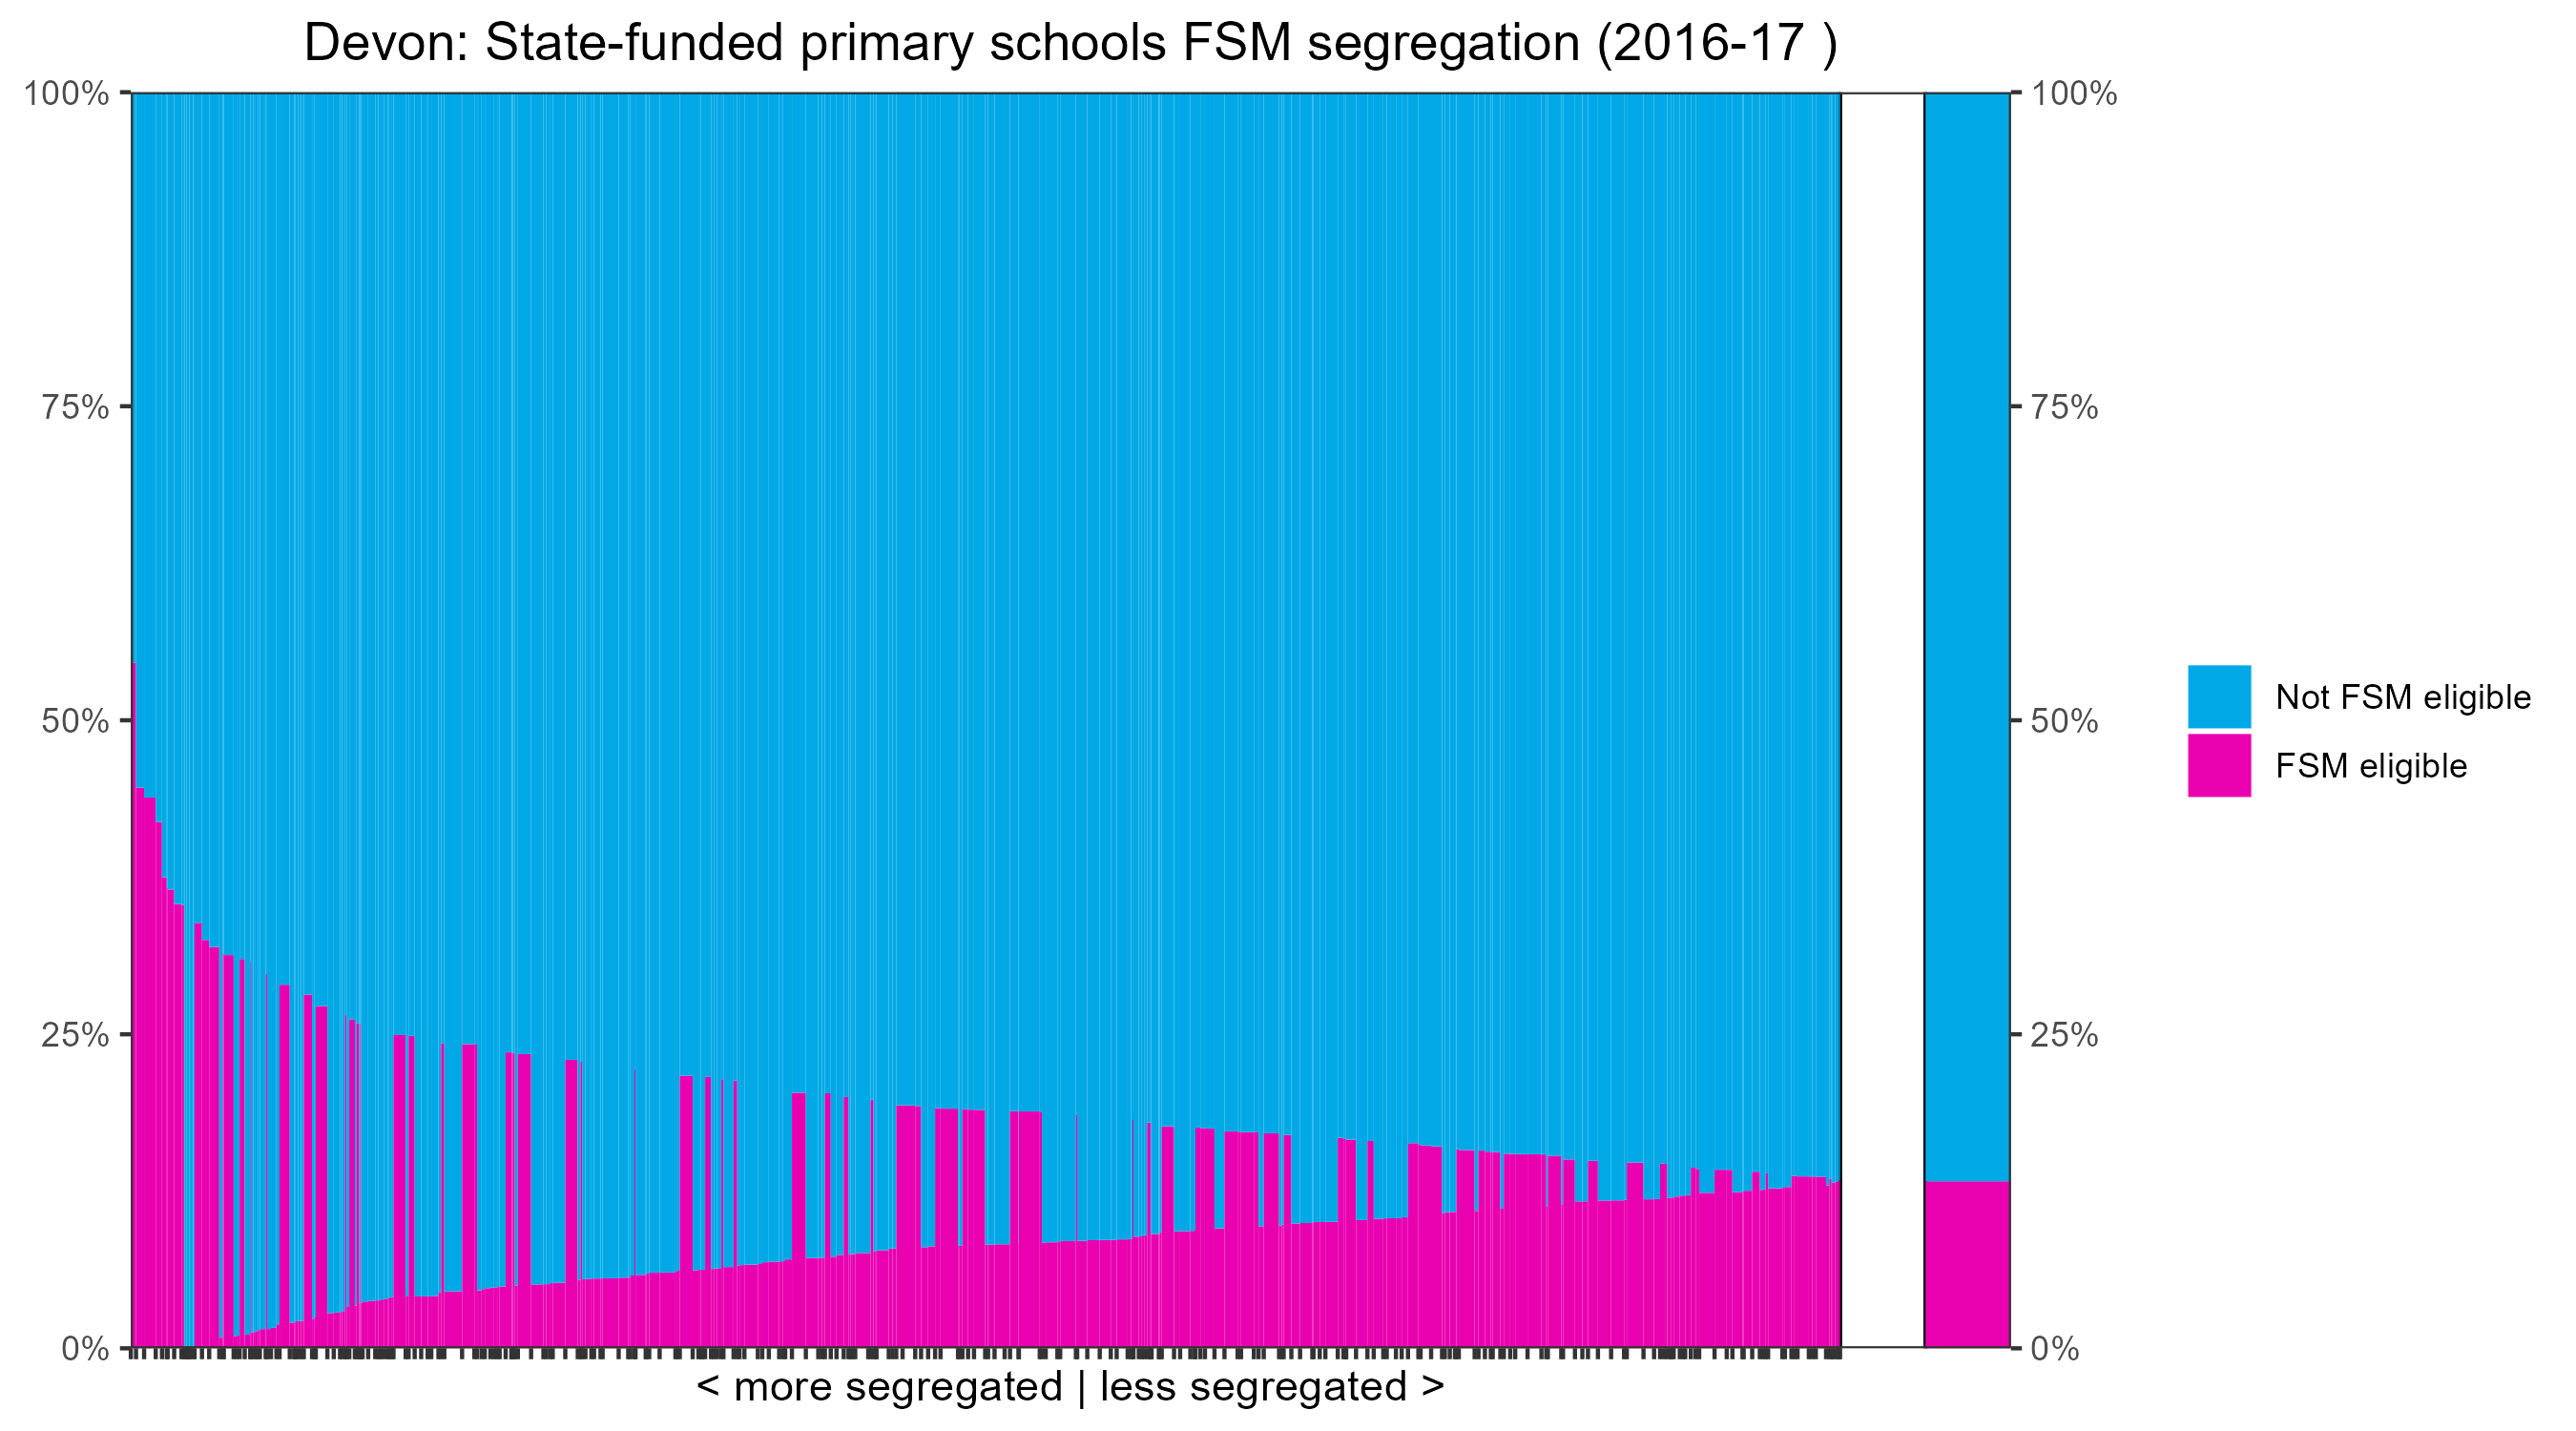 Devon: State-funded primary schools FSM segregation (2016-17 )
100%
75%
50%
25%
0%
100%
75%
50%
25%
0%
Not FSM eligible
FSM eligible
< more segregated | less segregated >